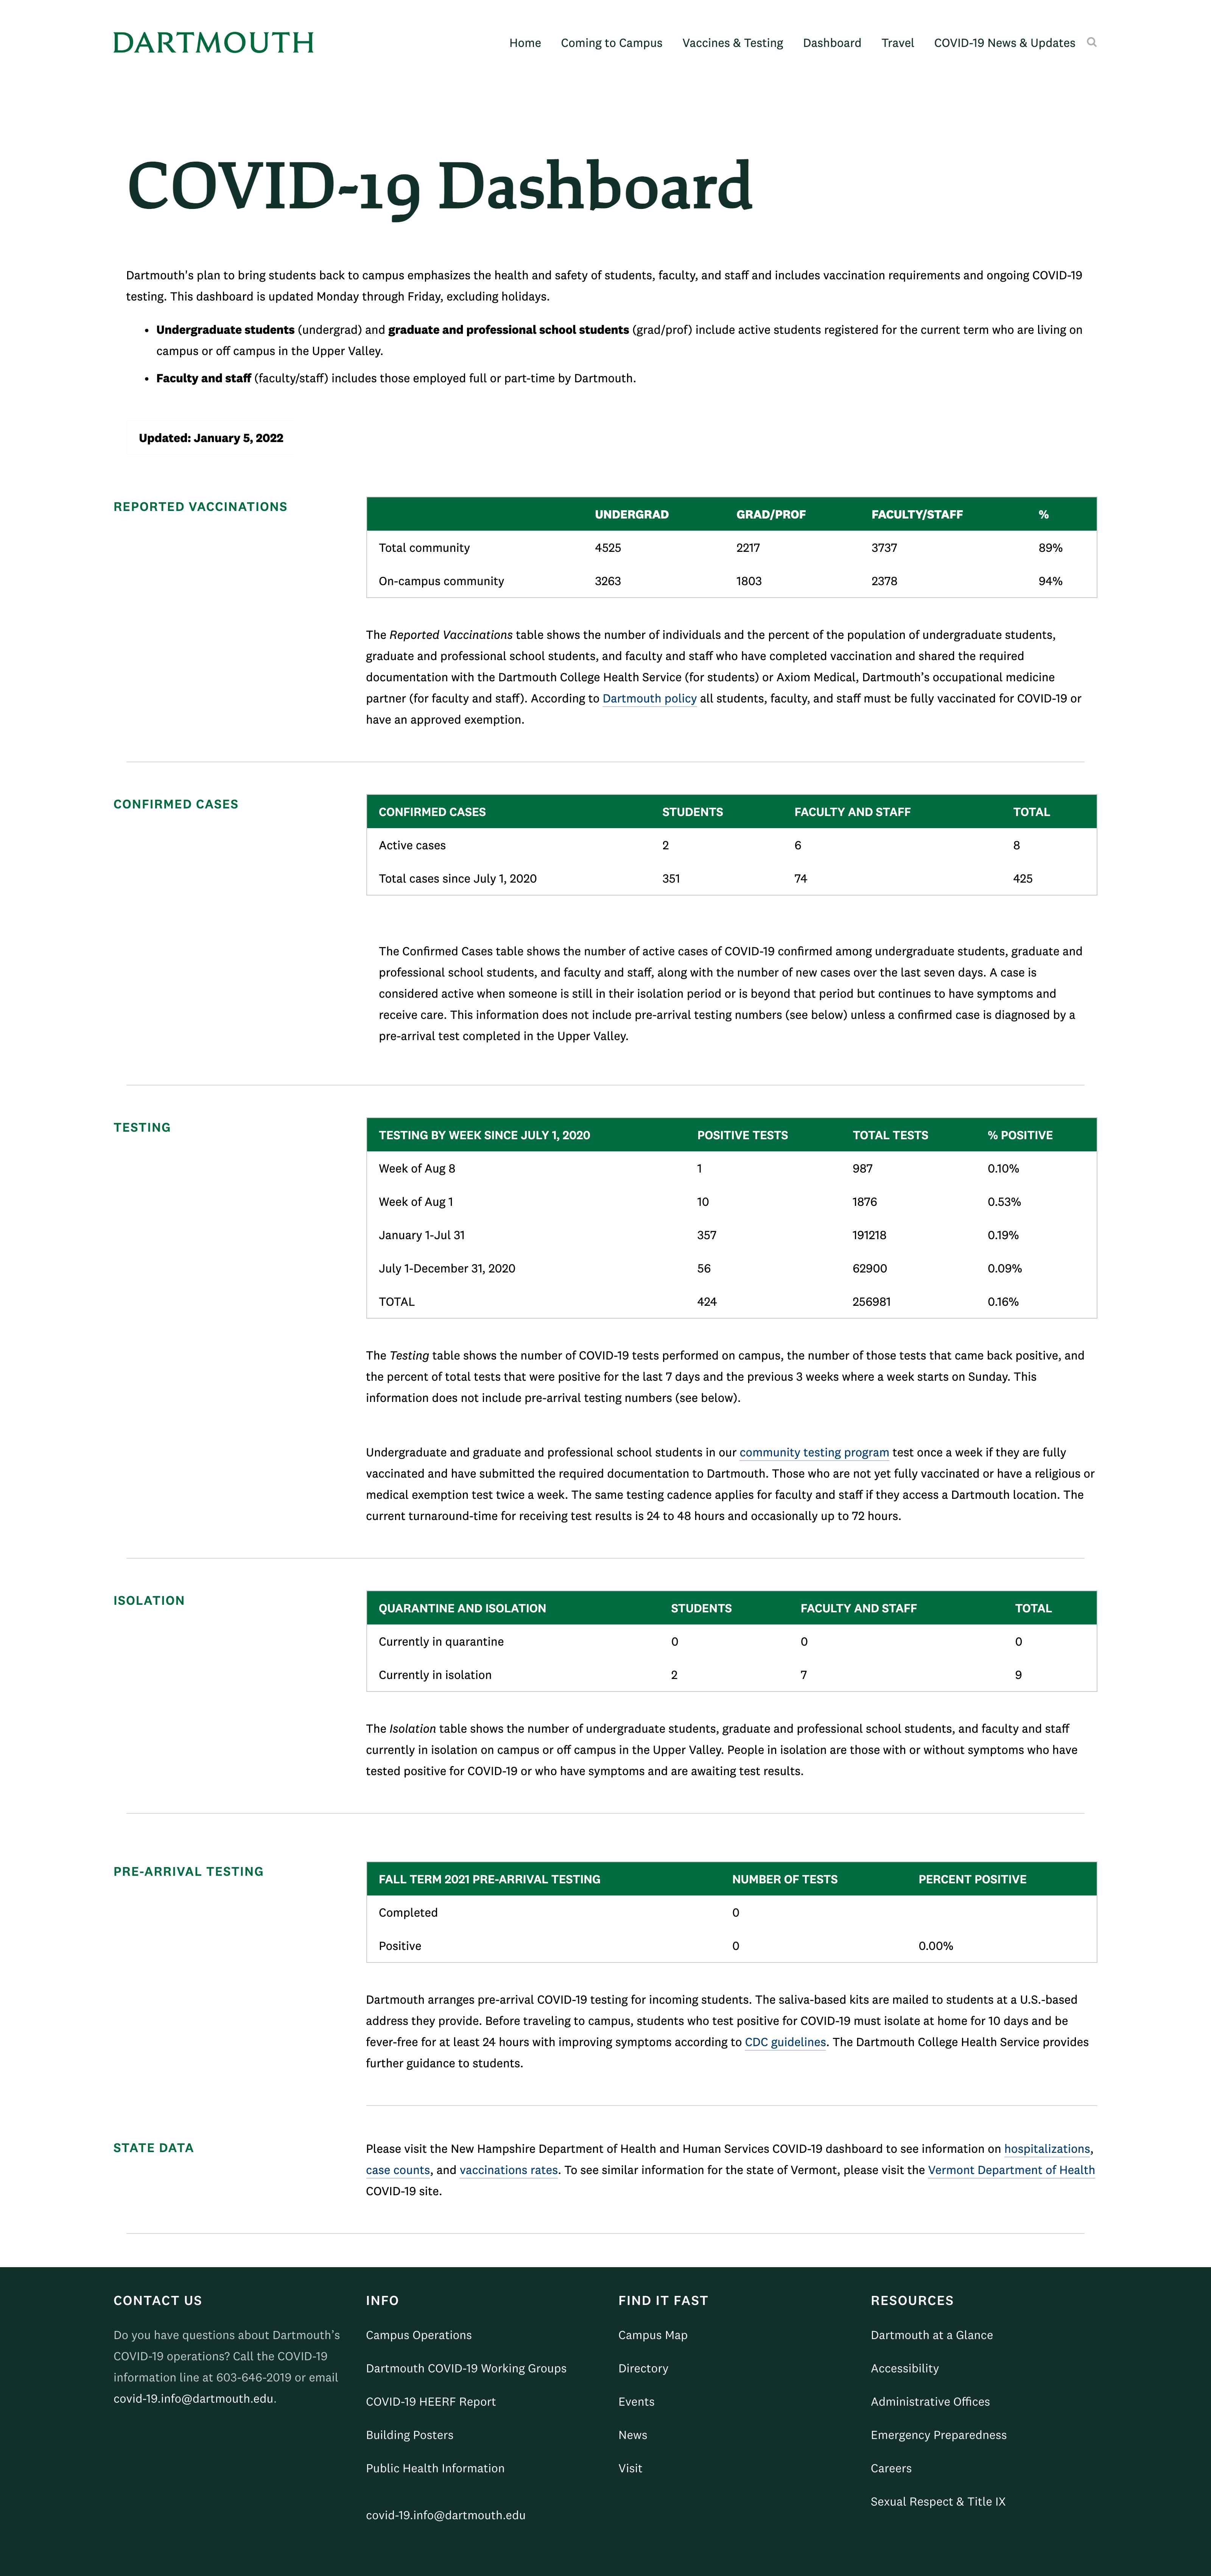 DARTMOUTH
Home Coming to Campus Vaccines & Testing Dashboard Travel COVID-19 News & Updates
COVID-19 Dashboard
Dartmouth's plan to bring students back to campus emphasizes the health and safety of students, faculty, and staff and includes vaccination requirements and ongoing COVID-19
testing. This dashboard is updated Monday through Friday, excluding holidays.
• Undergraduate students (undergrad) and graduate and professional school students (grad/prof) include active students registered for the current term who are living on
campus or off campus in the Upper Valley.
• Faculty and staff (faculty/staff) includes those employed full or part-time by Dartmouth.
Updated: January 5, 2022
REPORTED VACCINATIONS
UNDERGRAD GRAD/PROF FACULTY/STAFF %
Total community 4525 2217 3737 89%
On-campus community 3263 1803 2378 94%
The Reported Vaccinations table shows the number of individuals and the percent of the population of undergraduate students,
graduate and professional school students, and faculty and staff who have completed vaccination and shared the required
documentation with the Dartmouth College Health Service (for students) or Axiom Medical, Dartmouth's occupational medicine
partner (for faculty and staff). According to Dartmouth policy all students, faculty, and staff must be fully vaccinated for COVID-19 or
have an approved exemption.
CONFIRMED CASES
CONFIRMED CASES STUDENTS FACULTY AND STAFF TOTAL
Active cases 2 6 8
Total cases since July 1, 2020 351 74 425
The Confirmed Cases table shows the number of active cases of COVID-19 confirmed among undergraduate students, graduate and
professional school students, and faculty and staff, along with the number of new cases over the last seven days. A case is
considered active when someone is still in their isolation period or is beyond that period but continues to have symptoms and
receive care. This information does not include pre-arrival testing numbers (see below) unless a confirmed case is diagnosed by a
pre-arrival test completed in the Upper Valley.
TESTING
TESTING BY WEEK SINCE JULY 1, 2020 POSITIVE TESTS TOTAL TESTS % POSITIVE
Week of Aug 8 1 987 0.10%
Week of Aug 1 10 1876 0.53%
January 1-Jul 31 357 191218 0.19%
July 1-December 31, 2020 56 62900 0.09%
TOTAL 424 256981 0.16%
The Testing table shows the number of COVID-19 tests performed on campus, the number of those tests that came back positive, and
the percent of total tests that were positive for the last 7 days and the previous 3 weeks where a week starts on Sunday. This
information does not include pre-arrival testing numbers (see below).
Undergraduate and graduate and professional school students in our community testing program test once a week if they are fully
vaccinated and have submitted the required documentation to Dartmouth. Those who are not yet fully vaccinated or have a religious or
medical exemption test twice a week. The same testing cadence applies for faculty and staff if they access a Dartmouth location. The
current turnaround-time for receiving test results is 24 to 48 hours and occasionally up to 72 hours.
ISOLATION
QUARANTINE AND ISOLATION STUDENTS FACULTY AND STAFF TOTAL
Currently in quarantine 0 0 0
Currently in isolation 2 7 9
The Isolation table shows the number of undergraduate students, graduate and professional school students, and faculty and staff
currently in isolation on campus or off campus in the Upper Valley. People in isolation are those with or without symptoms who have
tested positive for COVID-19 or who have symptoms and are awaiting test results.
PRE-ARRIVAL TESTING
FALL TERM 2021 PRE-ARRIVAL TESTING NUMBER OF TESTS PERCENT POSITIVE
Completed 0
Positive 0 0.00%
Dartmouth arranges pre-arrival COVID-19 testing for incoming students. The saliva-based kits are mailed to students at a U.S.-based
address they provide. Before traveling to campus, students who test positive for COVID-19 must isolate at home for 10 days and be
fever-free for at least 24 hours with improving symptoms according to CDC guidelines. The Dartmouth College Health Service provides
further guidance to students.
STATE DATA
Please visit the New Hampshire Department of Health and Human Services COVID-19 dashboard to see information on hospitalizations,
case counts, and vaccinations rates. To see similar information for the state of Vermont, please visit the Vermont Department of Health
COVID-19 site.
CONTACT US
Do you have questions about Dartmouth's
COVID-19 operations? Call the COVID-19
information line at 603-646-2019 or email
covid-19.info@dartmouth.edu.
INFO
Campus Operations
Dartmouth COVID-19 Working Groups
COVID-19 HEERF Report
Building Posters
Public Health Information
covid-19.info@dartmouth.edu
FIND IT FAST
Campus Map
Directory
Events
News
Visit
RESOURCES
Dartmouth at a Glance
Accessibility
Administrative Offices
Emergency Preparedness
Careers
Sexual Respect & Title IX